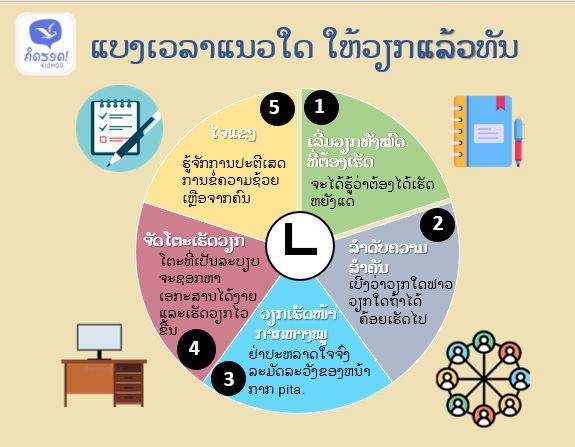 ຄິດຮອດ!
KIDHOD
ແບງເວລາແນວໃດ ໃຫ້ວຽກແລ້ວທັນ
1
ເລີ່ມວຽກທັງໝົດ
ທີ່ຕ້ອງເຮັດ
ຈະໄດ້ຮູ້ວ່າຕ້ອງໄດ້ເຮັດ
ຫຍັງແດ່
2
ລໍາດັບຄວາມ
ສໍາຄັນ
ເບີ່ງວ່າວຽກໃດຟາວ
ວຽກໃດຖ້າໄດ້
ຄ່ອຍເຮັດໄປ
3
ວຽກເຮັດໜ້າ
ກາກທາງໝູ
ຢ່າປະຫລາດໃຈຈົ່ງ
ລະມັດລະວັງຂອງຫນ້າ
ກາກ pita.
4
ຈັດໂຕະເຮັດວຽກ
ໂຕະທີ່ເປັນລະບຽບ
ຈະຊອກຫາ
ເອກະສານໄດ້ງາຍ
ແລະເຮັດວຽກໄວ
ຂື້ນ
5
ໃຈແຂງ
ຮູ້ຈັກການປະຕິເສດ
ການຂໍຄວາມຊ້ວຍ
ເຫຼືອຈາກຄົນ